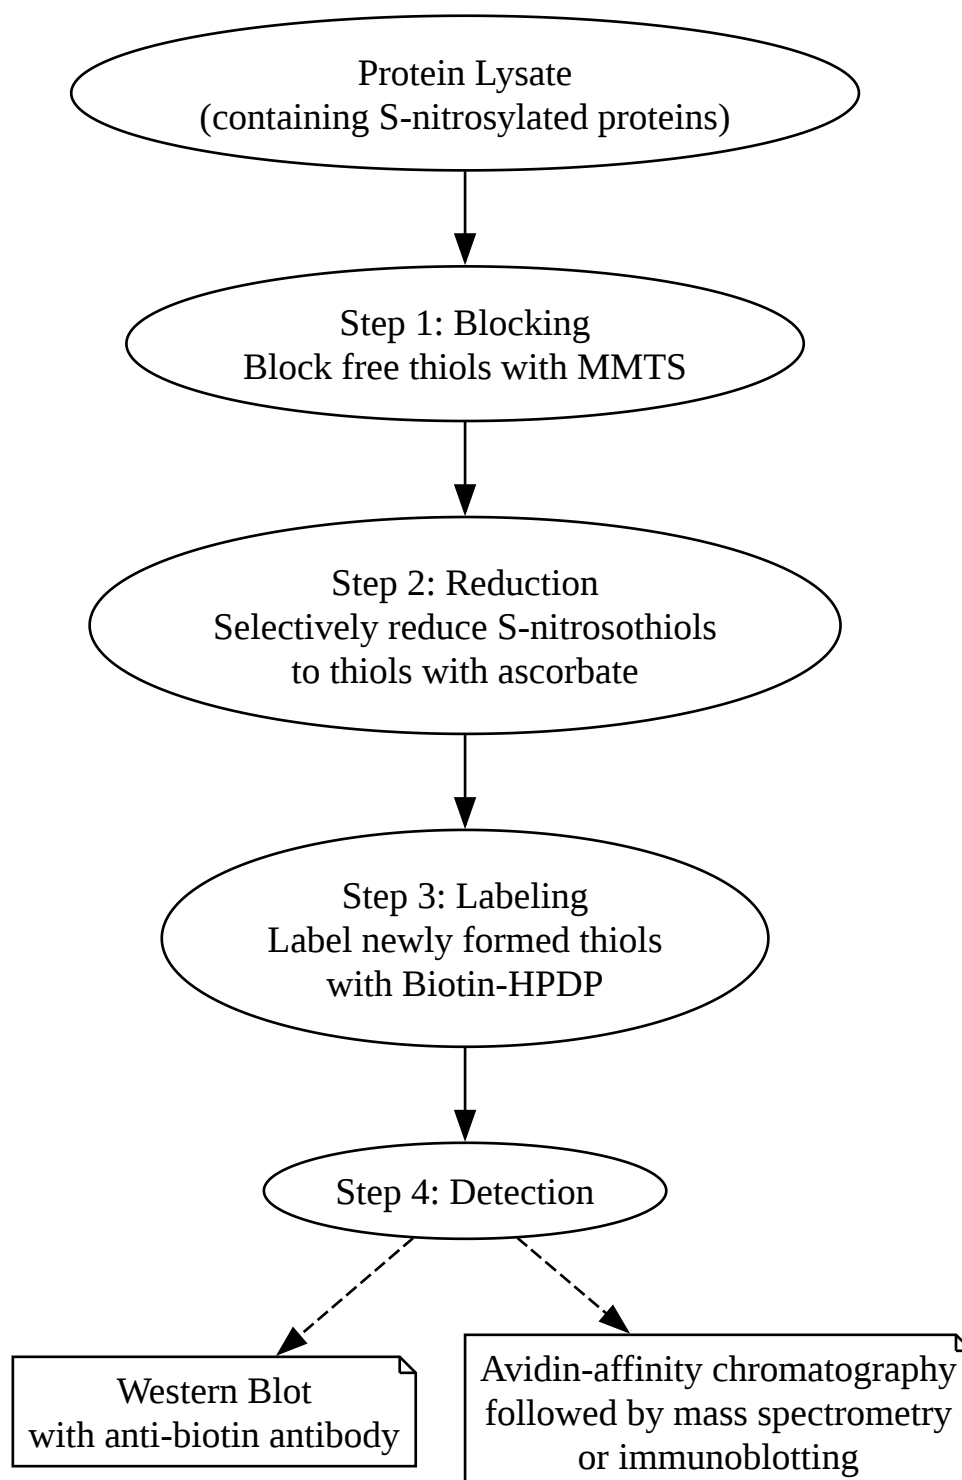 Protein Lysate
(containing S-nitrosylated proteins)
Step 1: Blocking
Block free thiols with MMTS
Step 2: Reduction
Selectively reduce S-nitrosothiols
to thiols with ascorbate
Step 3: Labeling
Label newly formed thiols
with Biotin-HPDP
Step 4: Detection
Western Blot
with anti-biotin antibody
Avidin-affinity chromatography
followed by mass spectrometry
or immunoblotting